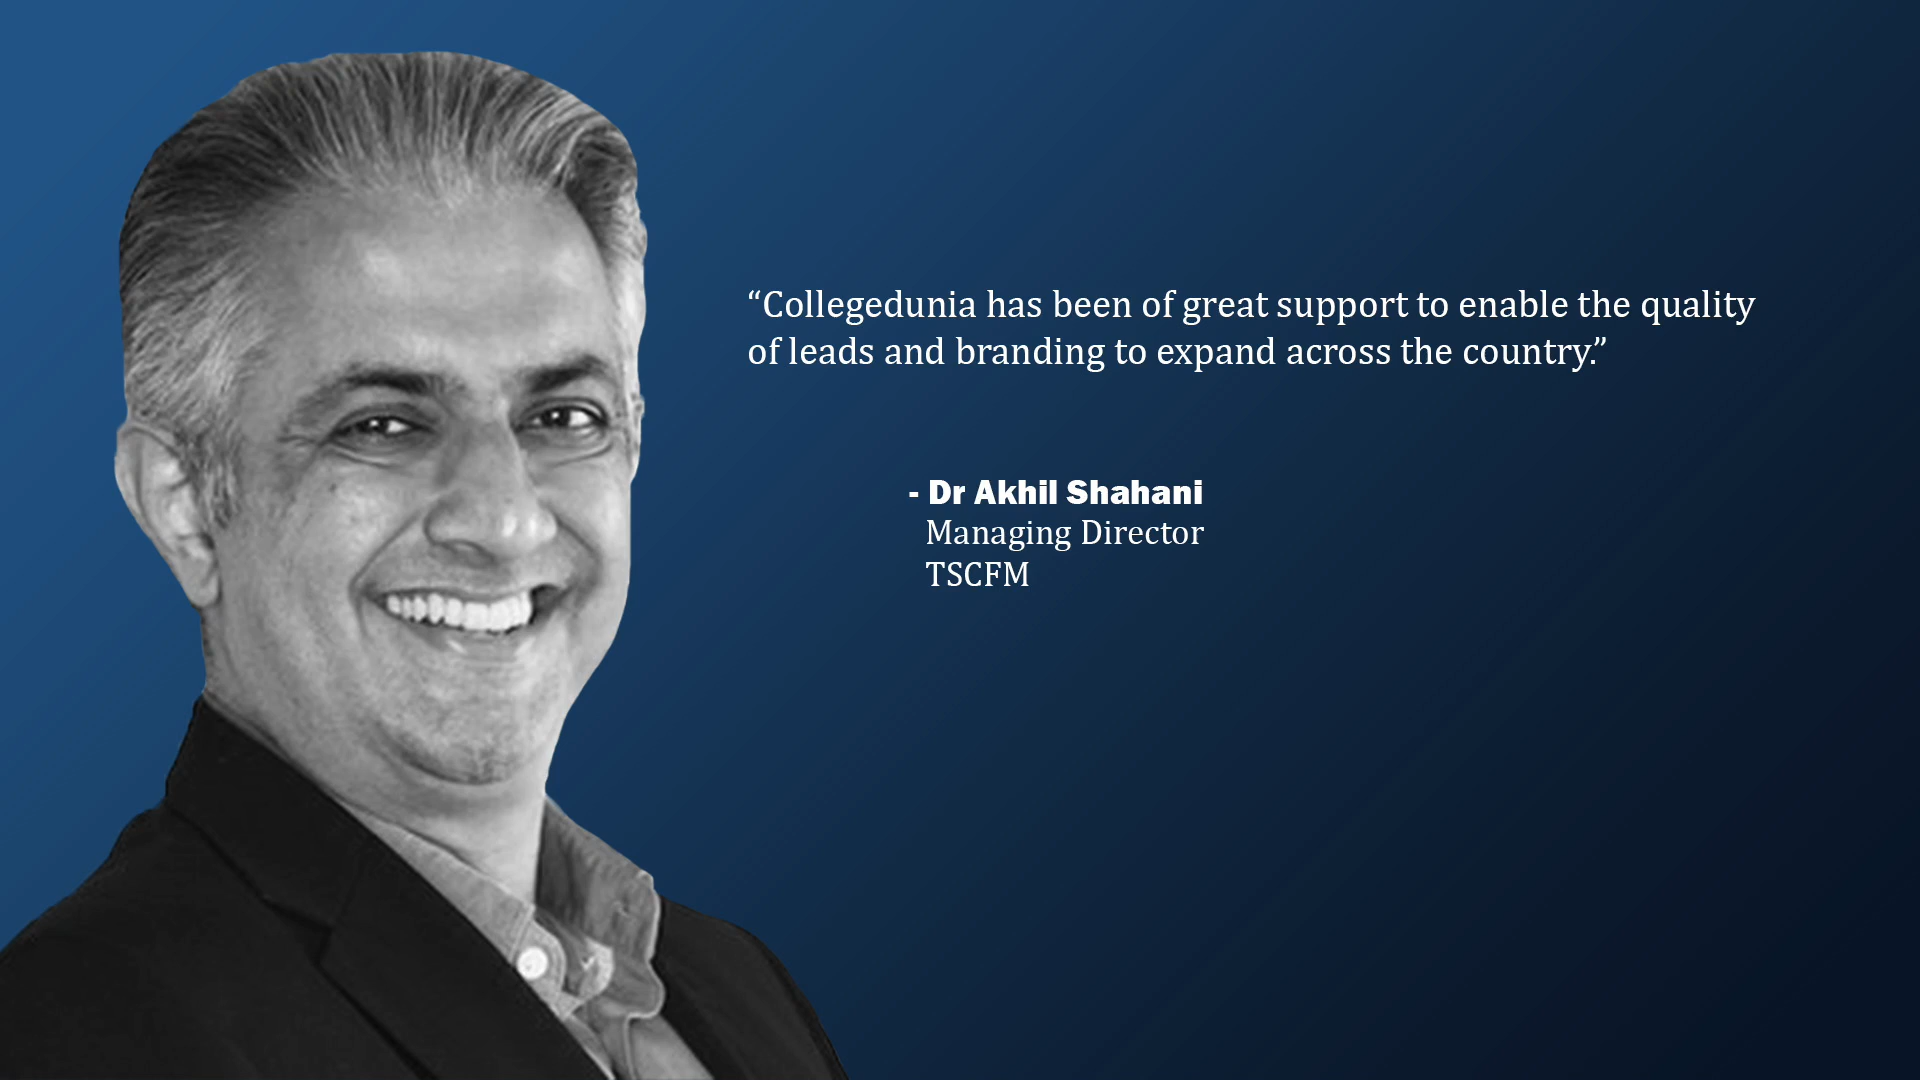 “Collegedunia has been of great support to enable the quality
of leads and branding to expand across the country.”
- Dr Akhil Shahani
Managing Director
TSCFM